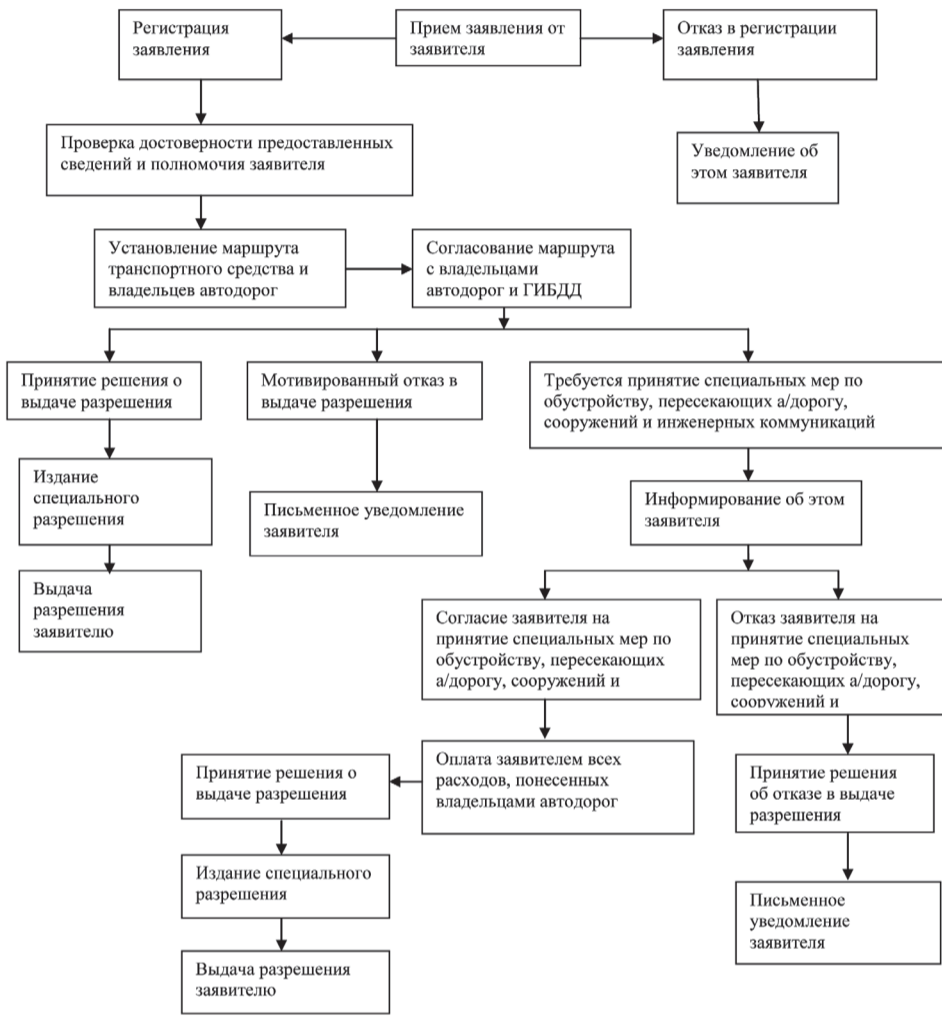 Регистрация
заявления
Прием заявления от
заявителя
Отказ в регистрации
заявления
Проверка достоверности предоставленных
сведений и полномочия заявителя
Уведомление об
этом заявителя
Установление маршрута
транспортного средства и
владельцев автодорог
Согласование маршрута
с владельцами
автодорог и ГИБДД
Принятие решения о
выдаче разрешения
Мотивированный отказ в
выдаче разрешения
Требуется принятие специальных мер по
обустройству, пересекающих а/дорогу,
сооружений и инженерных коммуникаций
Издание
специального
разрешения
Письменное уведомление
заявителя
Информирование об этом
заявителя
Выдача
разрешения
заявителю
Согласие заявителя на
принятие специальных мер по
обустройству, пересекающих
а/дорогу, сооружений и
Отказ заявителя на
принятие специальных
мер по обустройству,
пересекающих а/дорогу,
сооружений и
Принятие решения о
выдаче разрешения
Оплата заявителем всех
расходов, понесенных
владельцами автодорог
Принятие решения
об отказе в выдаче
разрешения
Издание специального
разрешения
Письменное
уведомление
заявителя
Выдача разрешения
заявителю